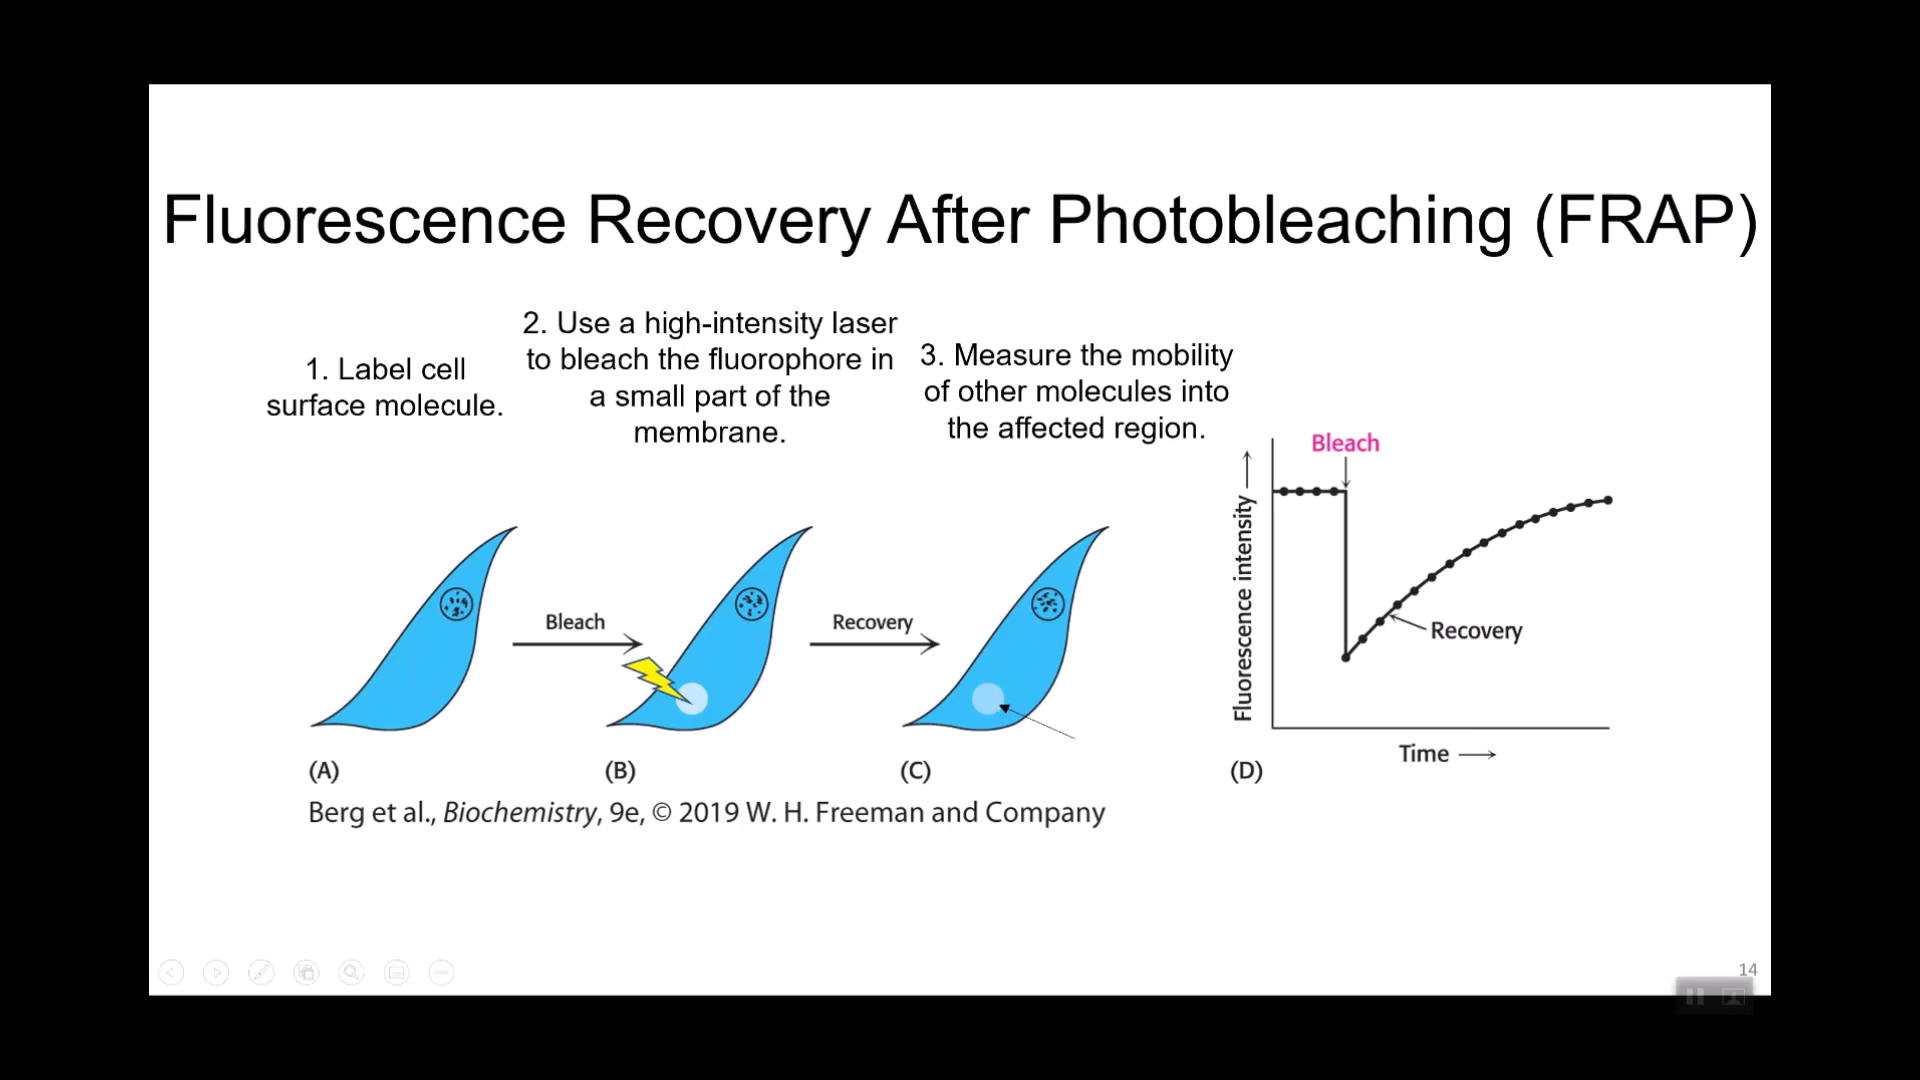 Fluorescence Recovery After Photobleaching (FRAP)
1. Label cell
surface molecule.
2. Use a high-intensity laser
to bleach the fluorophore in
a small part of the
membrane.
3. Measure the mobility
of other molecules into
the affected region.
Bleach
Recovery
Bleach
Fluorescence intensity
Recovery
Time
(A)
(B)
(C)
(D)
Berg et al., Biochemistry, 9e, © 2019 W. H. Freeman and Company
14